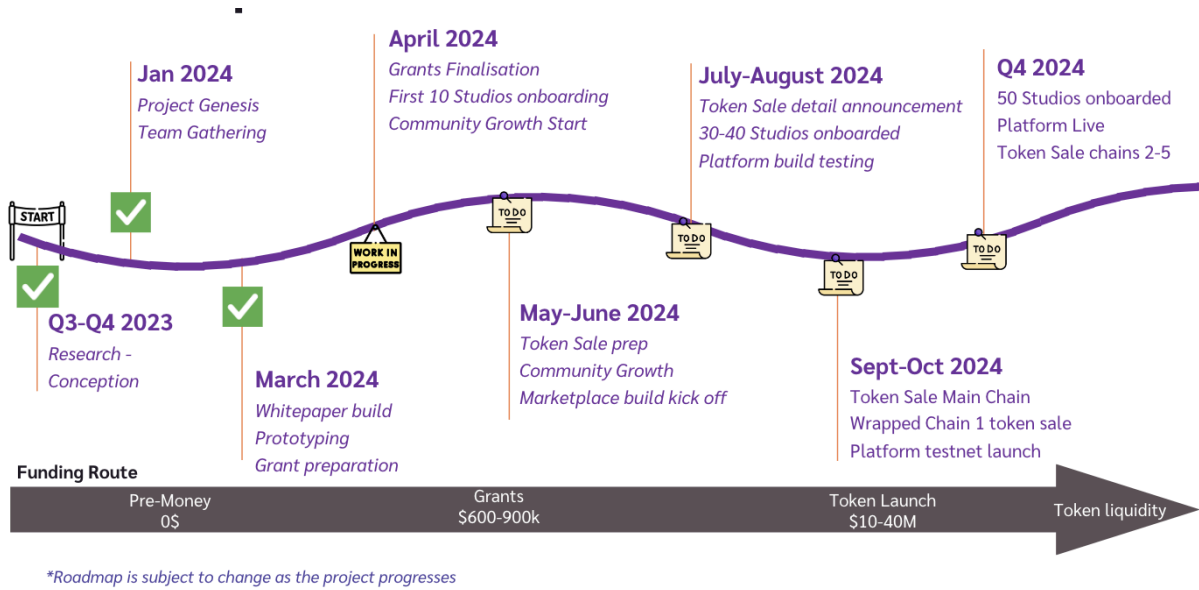 START
Q3-Q4 2023
Research -
Conception
Jan 2024
Project Genesis
Team Gathering
March 2024
Whitepaper build
Prototyping
Grant preparation
April 2024
Grants Finalisation
First 10 Studios onboarding
Community Growth Start
WORK IN
PROGRESS
TO DO
May-June 2024
Token Sale prep
Community Growth
Marketplace build kick off
July-August 2024
Token Sale detail announcement
30-40 Studios onboarded
Platform build testing
TO DO
TO DO
Sept-Oct 2024
Token Sale Main Chain
Wrapped Chain 1 token sale
Platform testnet launch
Q4 2024
50 Studios onboarded
Platform Live
Token Sale chains 2-5
TO DO
Funding Route
Pre-Money
0$
Grants
$600-900k
Token Launch
$10-40M
Token liquidity
*Roadmap is subject to change as the project progresses